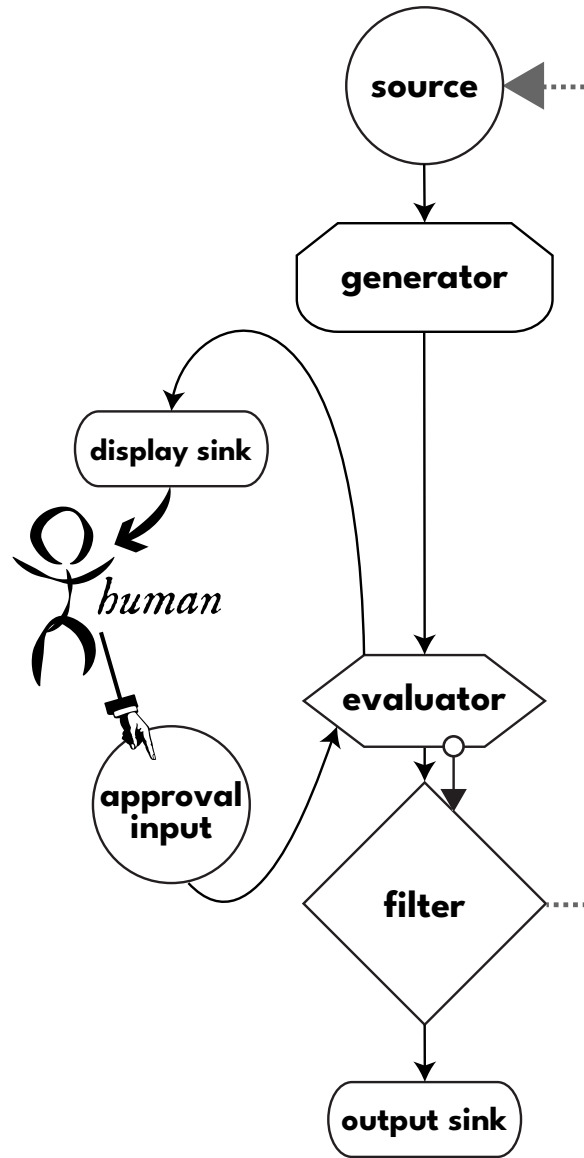 source
generator
display sink
human
evaluator
approval
input
filter
output sink